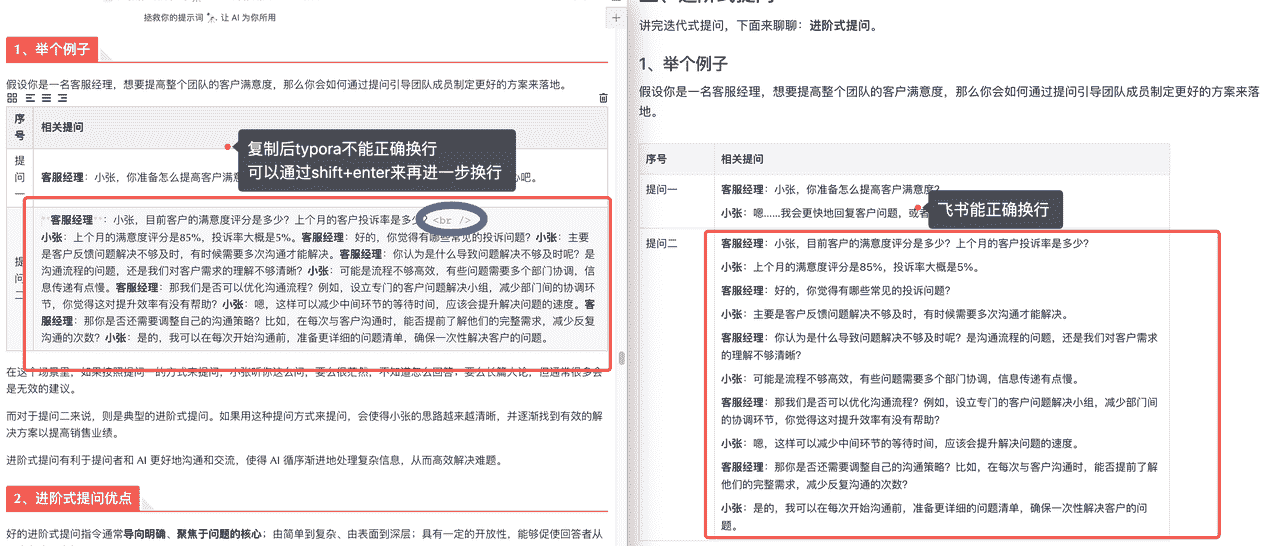 拯救你的提示词 让 AI 为你所用
1、举个例子
假设你是一名客服经理，想要提高整个团队的客户满意度，那么你会如何通过提问引导团队成员制定更好的方案来落地。
序号
相关提问
复制后typora不能正确换行
可以通过shift+enter来再进一步换行
提问一
客服经理：小张，你准备怎么提高客户满意
心吧。
提问二
客服经理：小张，目前客户的满意度评分是多少？上个月的客户投诉率是多少？<br />
小张：上个月的满意度评分是85%，投诉率大概是5%。客服经理：好的，你觉得有哪些常见的投诉问题？小张：主要
是客户反馈问题解决不够及时，有时候需要多次沟通才能解决。客服经理：你认为是什么导致问题解决不够及时呢？是
沟通流程的问题，还是我们对客户需求的理解不够清晰？小张：可能是流程不够高效，有些问题需要多个部门协调，信
息传递有点慢。客服经理：那我们是否可以优化沟通流程？例如，设立专门的客户问题解决小组，减少部门间的协调环
节，你觉得这对提升效率有没有帮助？小张：嗯，这样可以减少中间环节的等待时间，应该会提升解决问题的速度。客
服经理：那你是否还需要调整自己的沟通策略？比如，在每次与客户沟通时，能否提前了解他们的完整需求，减少反复
沟通的次数？小张：是的，我可以在每次开始沟通前，准备更详细的问题清单，确保一次性解决客户的问题。
在这个场景里，如果按照提问一的方式来提问，小张听你这么问，要么很茫然，不知道怎么回答；要么长篇大论，但通常很多会
是无效的建议。
而对于提问二来说，则是典型的进阶式提问。如果用这种提问方式来提问，会使得小张的思路越来越清晰，并逐渐找到有效的解
决方案以提高销售业绩。
进阶式提问有利于提问者和 AI 更好地沟通和交流，使得 AI 循序渐进地处理复杂信息，从而高效解决难题。
2、进阶式提问优点
好的进阶式提问指令通常导向明确、聚焦于问题的核心；由简单到复杂、由表面到深层；具有一定的开放性，能够促使回答者从
讲完迭代式提问，下面来聊聊：进阶式提问。
1、举个例子
假设你是一名客服经理，想要提高整个团队的客户满意度，那么你会如何通过提问引导团队成员制定更好的方案来落
地。
序号
相关提问
提问一
客服经理：小张，你准备怎么提高客户满意度？
小张：嗯……我会更快地回复客户问题，或者
飞书能正确换行
提问二
客服经理：小张，目前客户的满意度评分是多少？上个月的客户投诉率是多少？
小张：上个月的满意度评分是85%，投诉率大概是5%。
客服经理：好的，你觉得有哪些常见的投诉问题？
小张：主要是客户反馈问题解决不够及时，有时候需要多次沟通才能解决。
客服经理：你认为是什么导致问题解决不够及时呢？是沟通流程的问题，还是我们对客户需求
的理解不够清晰？
小张：可能是流程不够高效，有些问题需要多个部门协调，信息传递有点慢。
客服经理：那我们是否可以优化沟通流程？例如，设立专门的客户问题解决小组，减少部门间
的协调环节，你觉得这对提升效率有没有帮助？
小张：嗯，这样可以减少中间环节的等待时间，应该会提升解决问题的速度。
客服经理：那你是否还需要调整自己的沟通策略？比如，在每次与客户沟通时，能否提前了解
他们的完整需求，减少反复沟通的次数？
小张：是的，我可以在每次开始沟通前，准备更详细的问题清单，确保一次性解决客户的问
题。